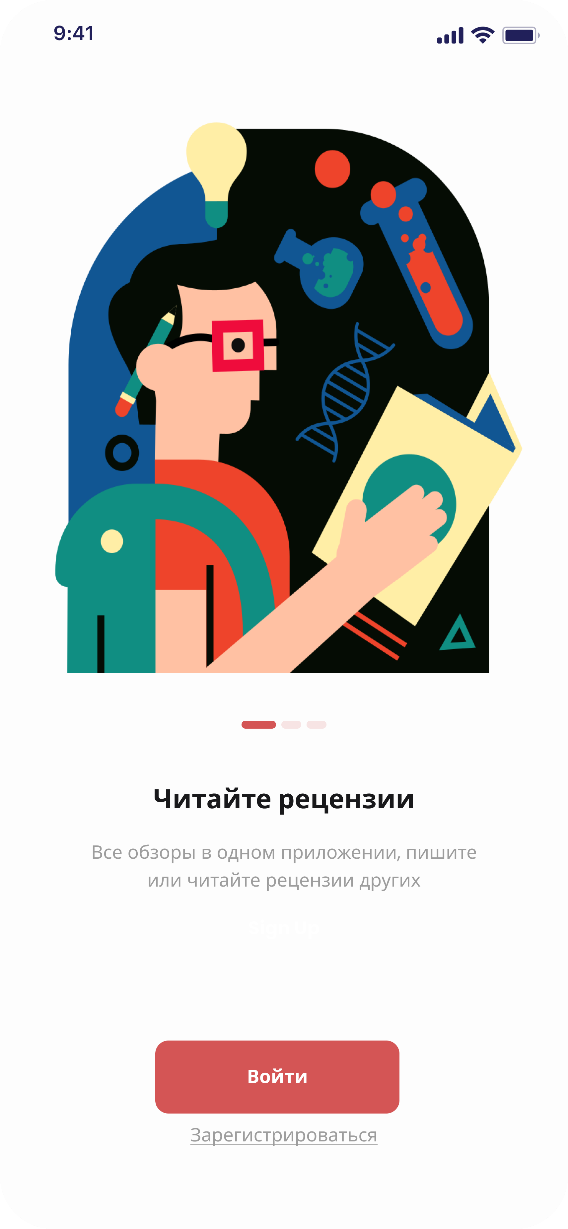 9:41
Читайте рецензии
Все обзоры в одном приложении, пишите
или читайте рецензии других
Войти
Зарегистрироваться